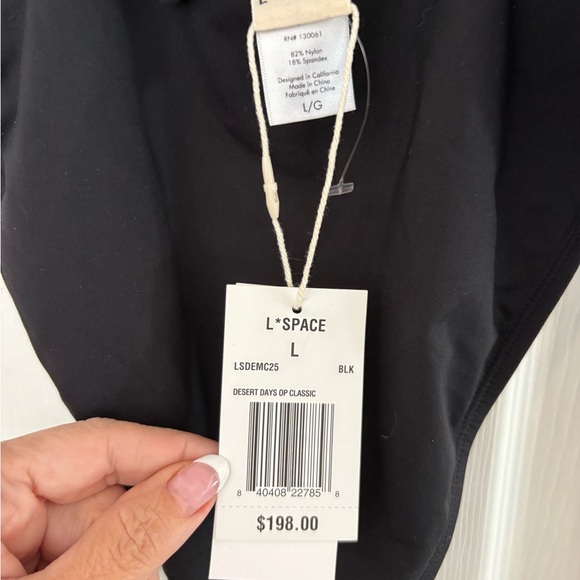 L
RN# 130061
82% Nylon
18% Spandex
Designed in California
Made in China
Fabriqué en Chine
L/G
L*SPACE
L
LSDEMC25 BLK
DESERT DAYS OP CLASSIC
8 40408 22785 8
$198.00